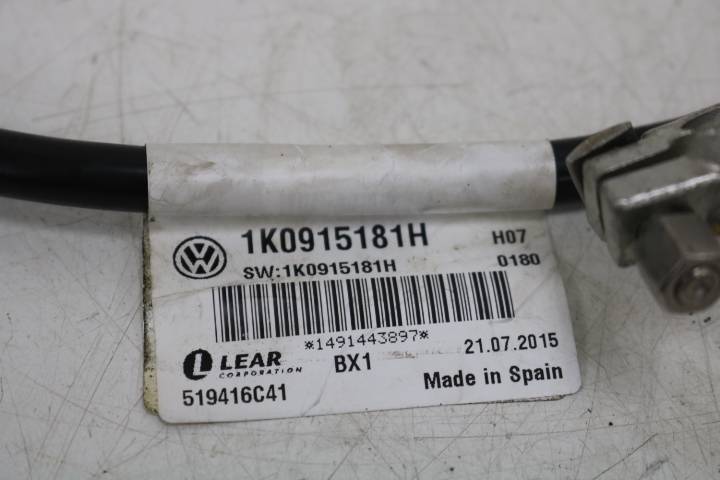 1K0915181H H07
SW:1K0915181H 0180
*1491443897*
LEAR BX1 21.07.2015
CORPORATION
519416C41 Made in Spain